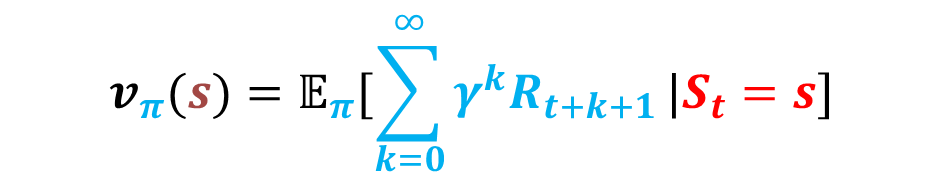 v_π(s) = 𝔼_π[∑_{k=0}^{∞} γ^k R_{t+k+1} |S_t = s]